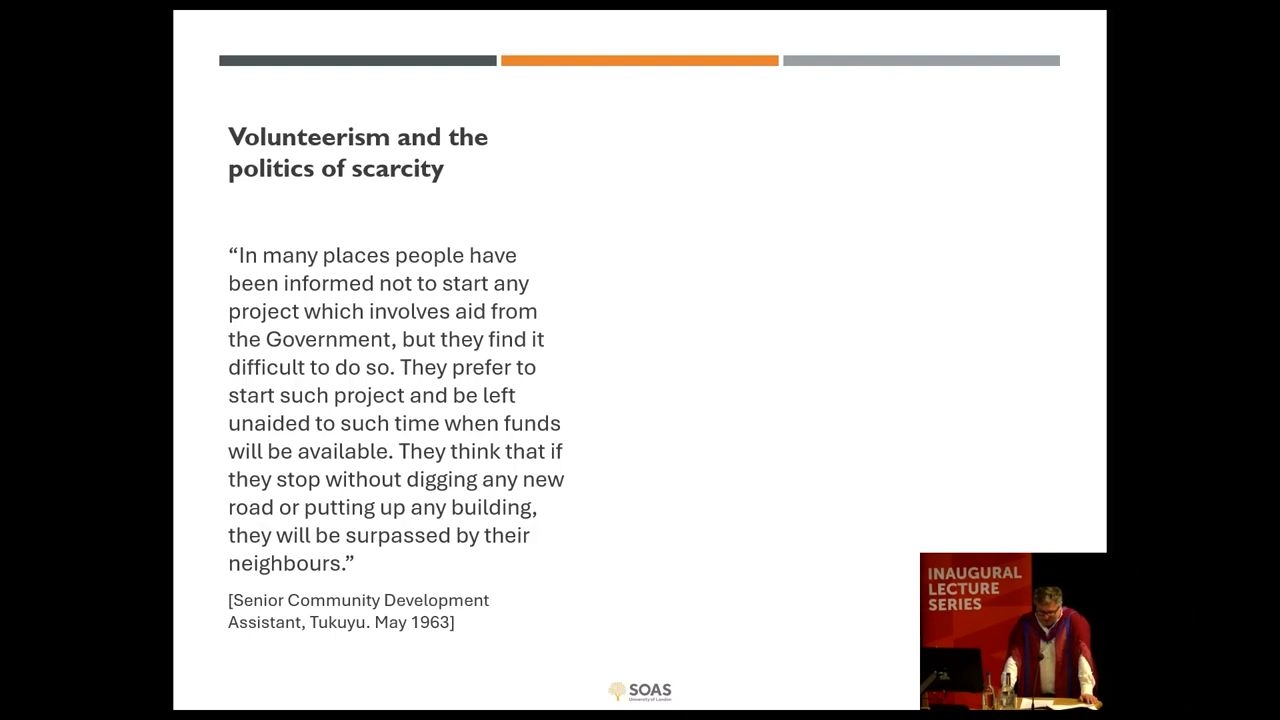 Volunteerism and the
politics of scarcity
“In many places people have
been informed not to start any
project which involves aid from
the Government, but they find it
difficult to do so. They prefer to
start such project and be left
unaided to such time when funds
will be available. They think that if
they stop without digging any new
road or putting up any building,
they will be surpassed by their
neighbours.”
[Senior Community Development
Assistant, Tukuyu. May 1963]
INAUGURAL
LECTURE
SERIES
SOAS
University of London